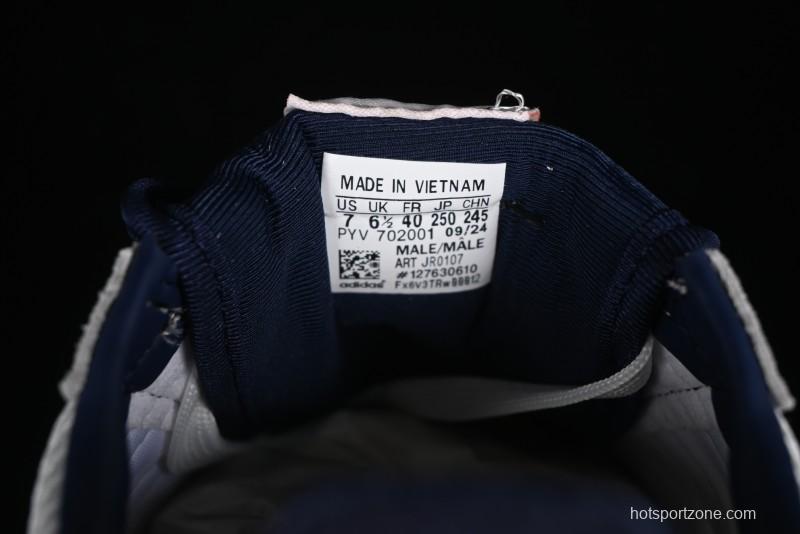 MADE IN VIETNAM
US UK FR JP CHN
7 6½ 40 250 245
PYV 702001 09/24
MALE/MÂLE
ART JR0107
#127630610
adidas Fx6V3TRw
hotsportzone.com